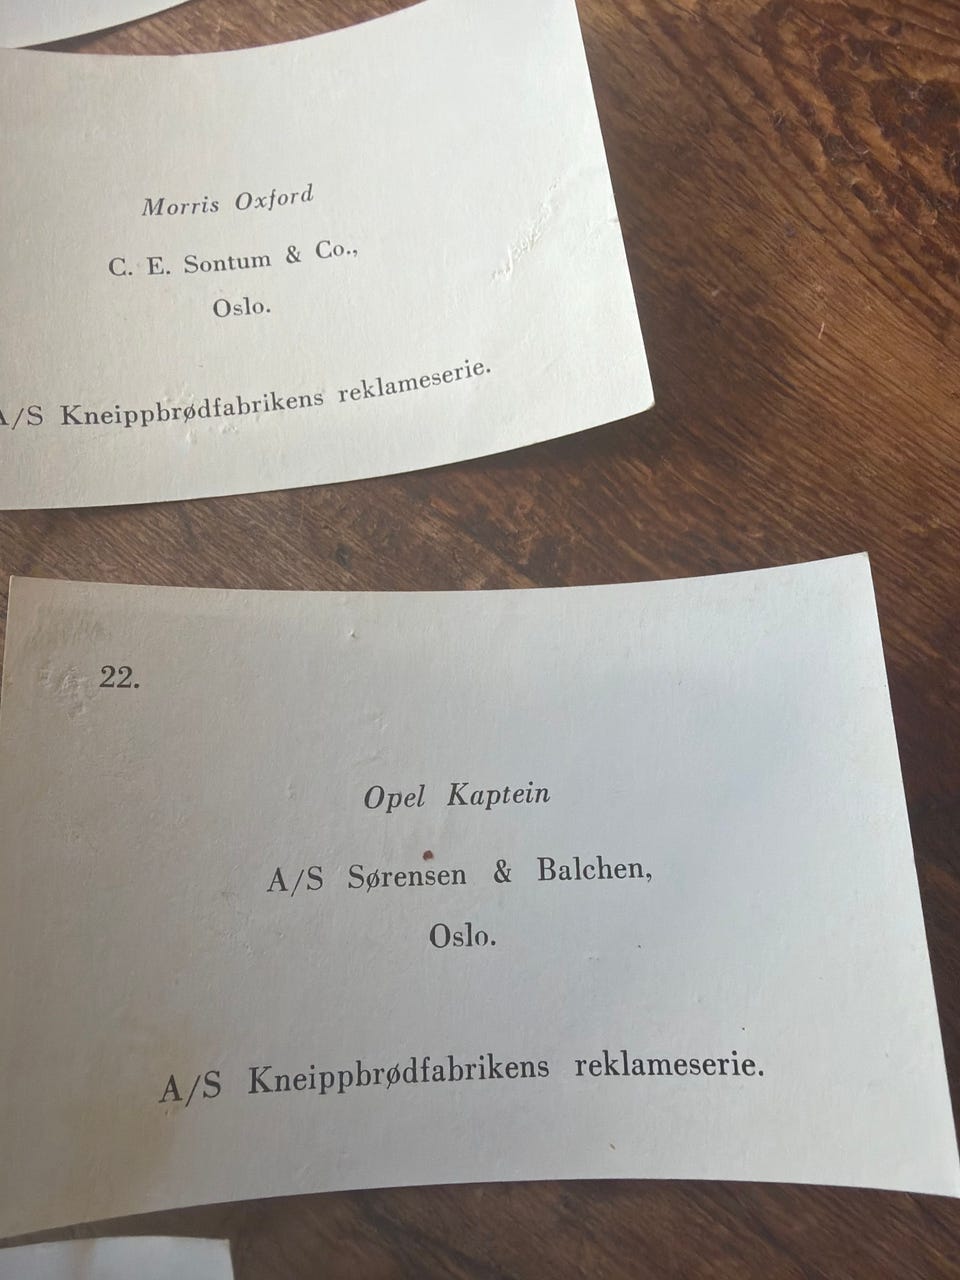 Morris Oxford
C. E. Sontum & Co.,
Oslo.
A/S Kneippbrødfabrikens reklameserie.
22.
Opel Kaptein
A/S Sørensen & Balchen,
Oslo.
A/S Kneippbrødfabrikens reklameserie.